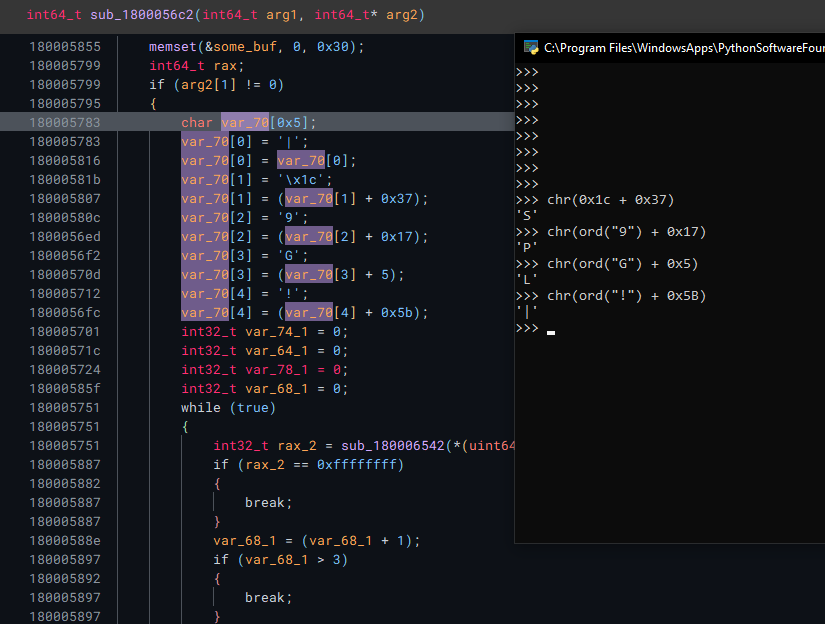 int64_t sub_1800056c2(int64_t arg1, int64_t* arg2)
180005855 memset(&some_buf, 0, 0x30);
180005799 int64_t rax;
180005799 if (arg2[1] != 0)
180005795 {
180005783 char var_70[0x5];
180005783 var_70[0] = '|';
180005816 var_70[0] = var_70[0];
18000581b var_70[1] = '\x1c';
180005807 var_70[1] = (var_70[1] + 0x37);
18000580c var_70[2] = '9';
1800056ed var_70[2] = (var_70[2] + 0x17);
1800056f2 var_70[3] = 'G';
18000570d var_70[3] = (var_70[3] + 5);
180005712 var_70[4] = '!';
1800056fc var_70[4] = (var_70[4] + 0x5b);
180005701 int32_t var_74_1 = 0;
18000571c int32_t var_64_1 = 0;
180005724 int32_t var_78_1 = 0;
18000585f int32_t var_68_1 = 0;
180005751 while (true)
180005751 {
180005751 int32_t rax_2 = sub_180006542(*(uint64
180005887 if (rax_2 == 0xffffffff)
180005882 {
180005887 break;
180005887 }
18000588e var_68_1 = (var_68_1 + 1);
180005897 if (var_68_1 > 3)
180005892 {
180005897 break;
180005897 }
C:\Program Files\WindowsApps\PythonSoftwareFour
>>>
>>>
>>>
>>>
>>>
>>>
>>>
>>>
>>> chr(0x1c + 0x37)
'S'
>>> chr(ord("9") + 0x17)
'P'
>>> chr(ord("G") + 0x5)
'L'
>>> chr(ord("!") + 0x5B)
'|'
>>>